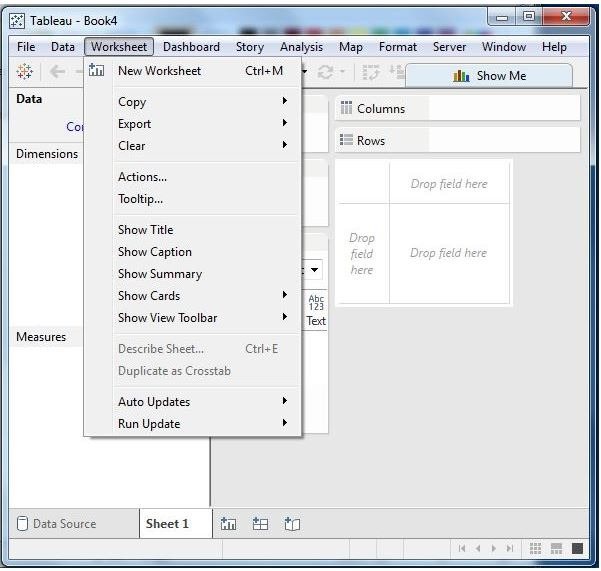 Tableau - Book4
File Data Worksheet Dashboard Story Analysis Map Format Server Window Help
Show Me
New Worksheet Ctrl+M
Copy
Export
Clear
Actions...
Tooltip...
Show Title
Show Caption
Show Summary
Show Cards
Show View Toolbar
Describe Sheet... Ctrl+E
Duplicate as Crosstab
Auto Updates
Run Update
Data
Dimensions
Measures
Abc
123
Text
Columns
Rows
Drop field here
Drop
field
here
Drop field here
Data Source Sheet 1